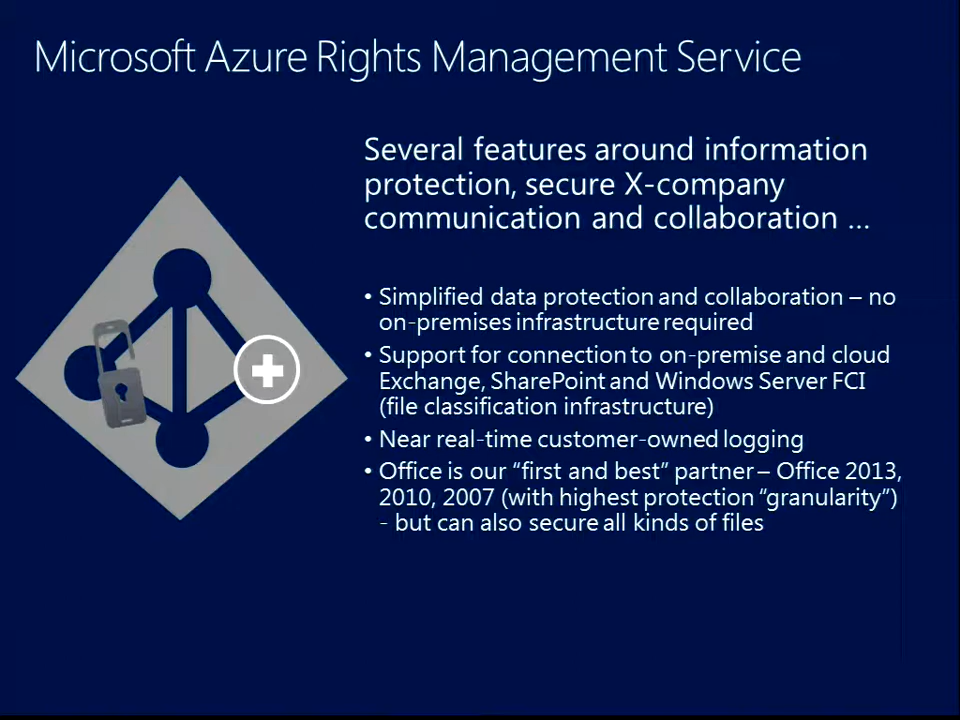 Microsoft Azure Rights Management Service
Several features around information
protection, secure X-company
communication and collaboration ...
• Simplified data protection and collaboration – no
on-premises infrastructure required
• Support for connection to on-premise and cloud
Exchange, SharePoint and Windows Server FCI
(file classification infrastructure)
• Near real-time customer-owned logging
• Office is our “first and best” partner – Office 2013,
2010, 2007 (with highest protection “granularity”)
- but can also secure all kinds of files